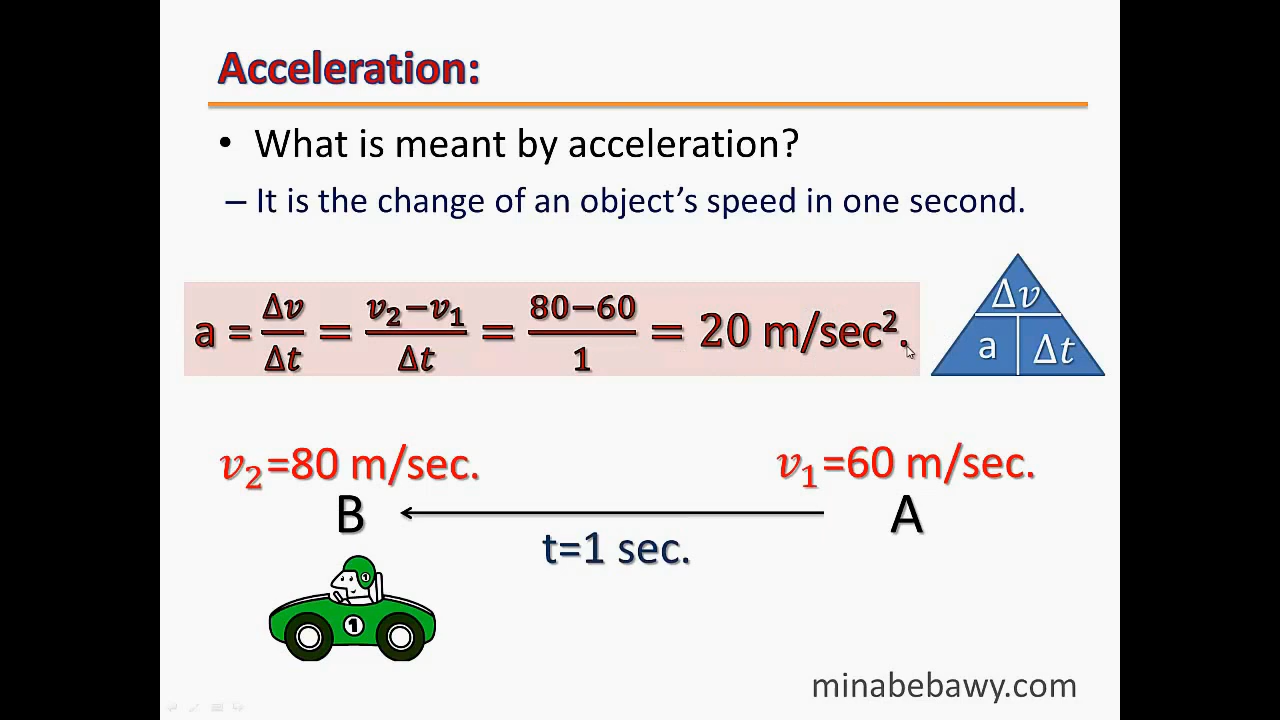 Acceleration:
• What is meant by acceleration?
– It is the change of an object's speed in one second.
a = Δv/Δt = v₂−v₁/Δt = 80−60/1 = 20 m/sec².
Δv
a Δt
v₂=80 m/sec. v₁=60 m/sec.
B A
t=1 sec.
1
1
minabebawy.com